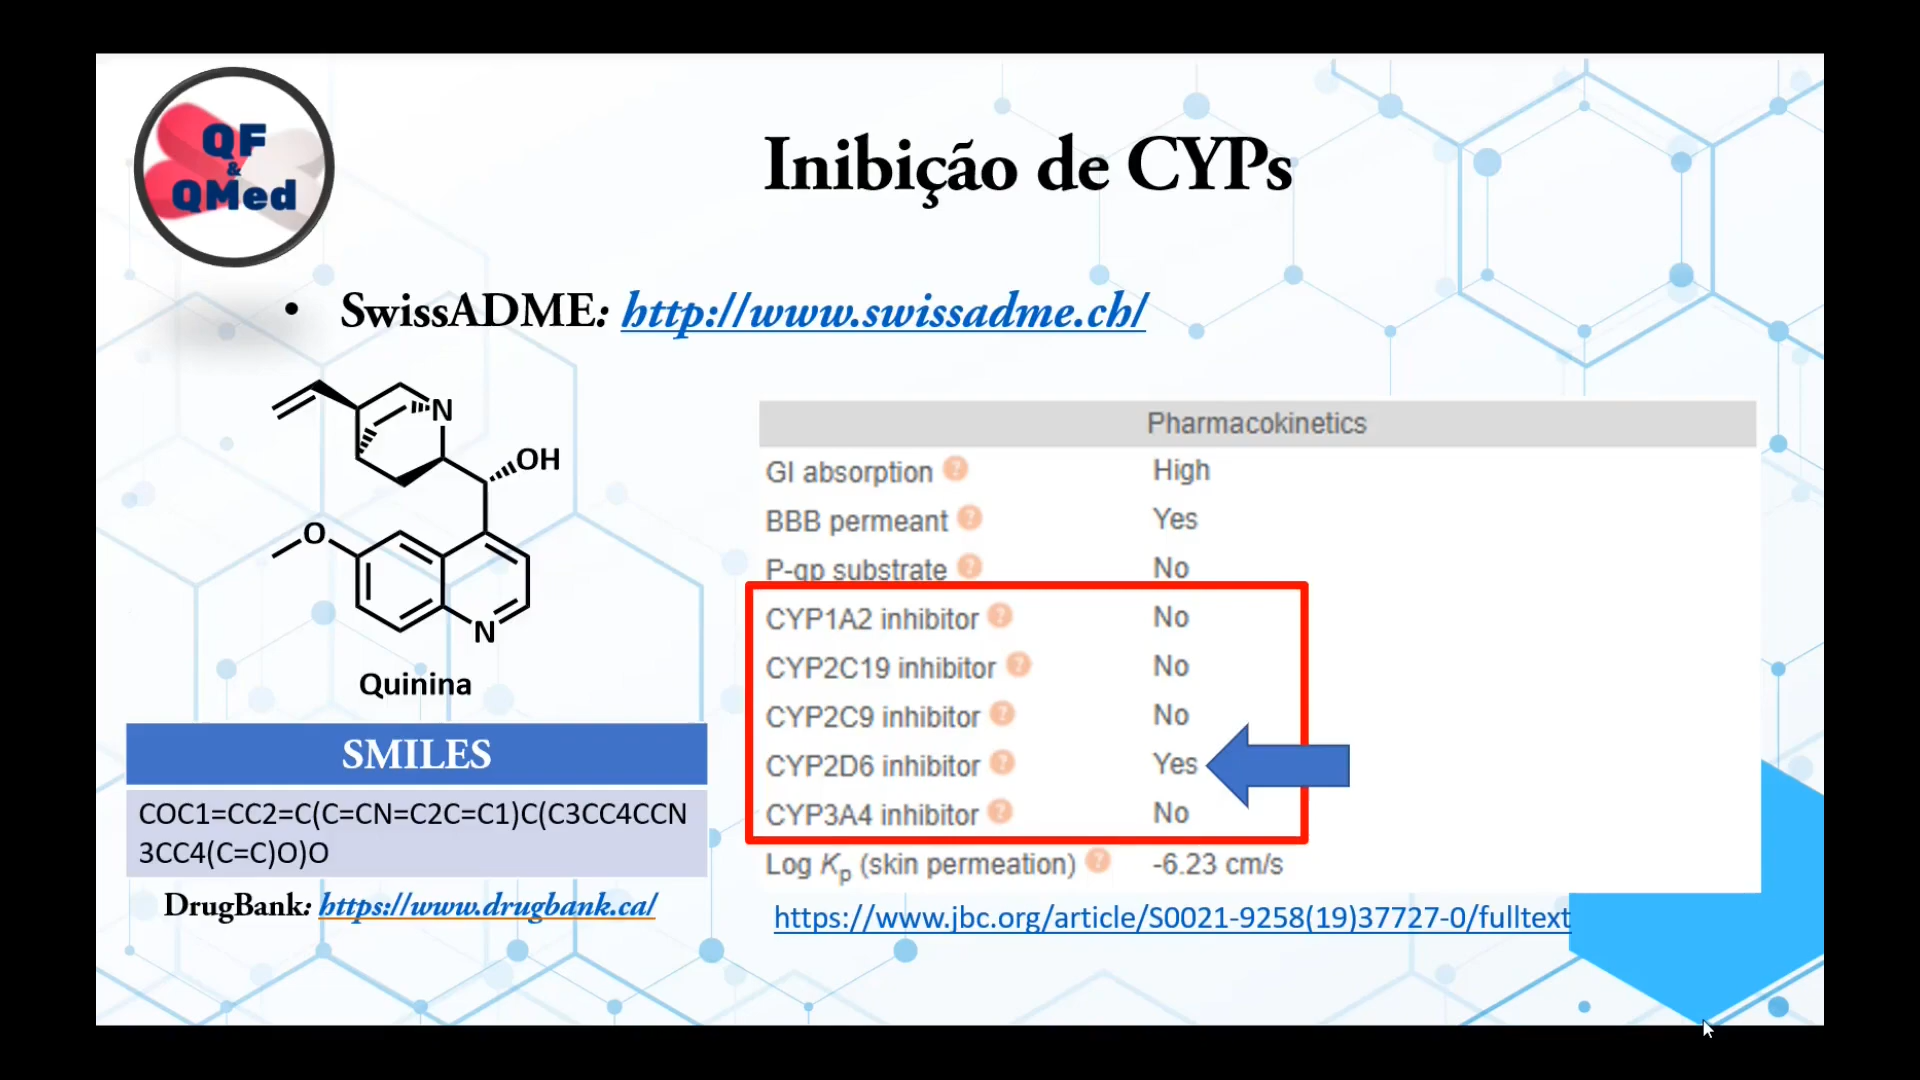 QF
&
QMed
Inibição de CYPs
• SwissADME: http://www.swissadme.ch/
N
OH
O
N
Quinina
SMILES
COC1=CC2=C(C=CN=C2C=C1)C(C3CC4CCN
3CC4(C=C)O)O
DrugBank: https://www.drugbank.ca/
Pharmacokinetics
GI absorption ? High
BBB permeant ? Yes
P-gp substrate ? No
CYP1A2 inhibitor ? No
CYP2C19 inhibitor ? No
CYP2C9 inhibitor ? No
CYP2D6 inhibitor ? Yes
CYP3A4 inhibitor ? No
Log Kp (skin permeation) ? -6.23 cm/s
https://www.jbc.org/article/S0021-9258(19)37727-0/fulltext